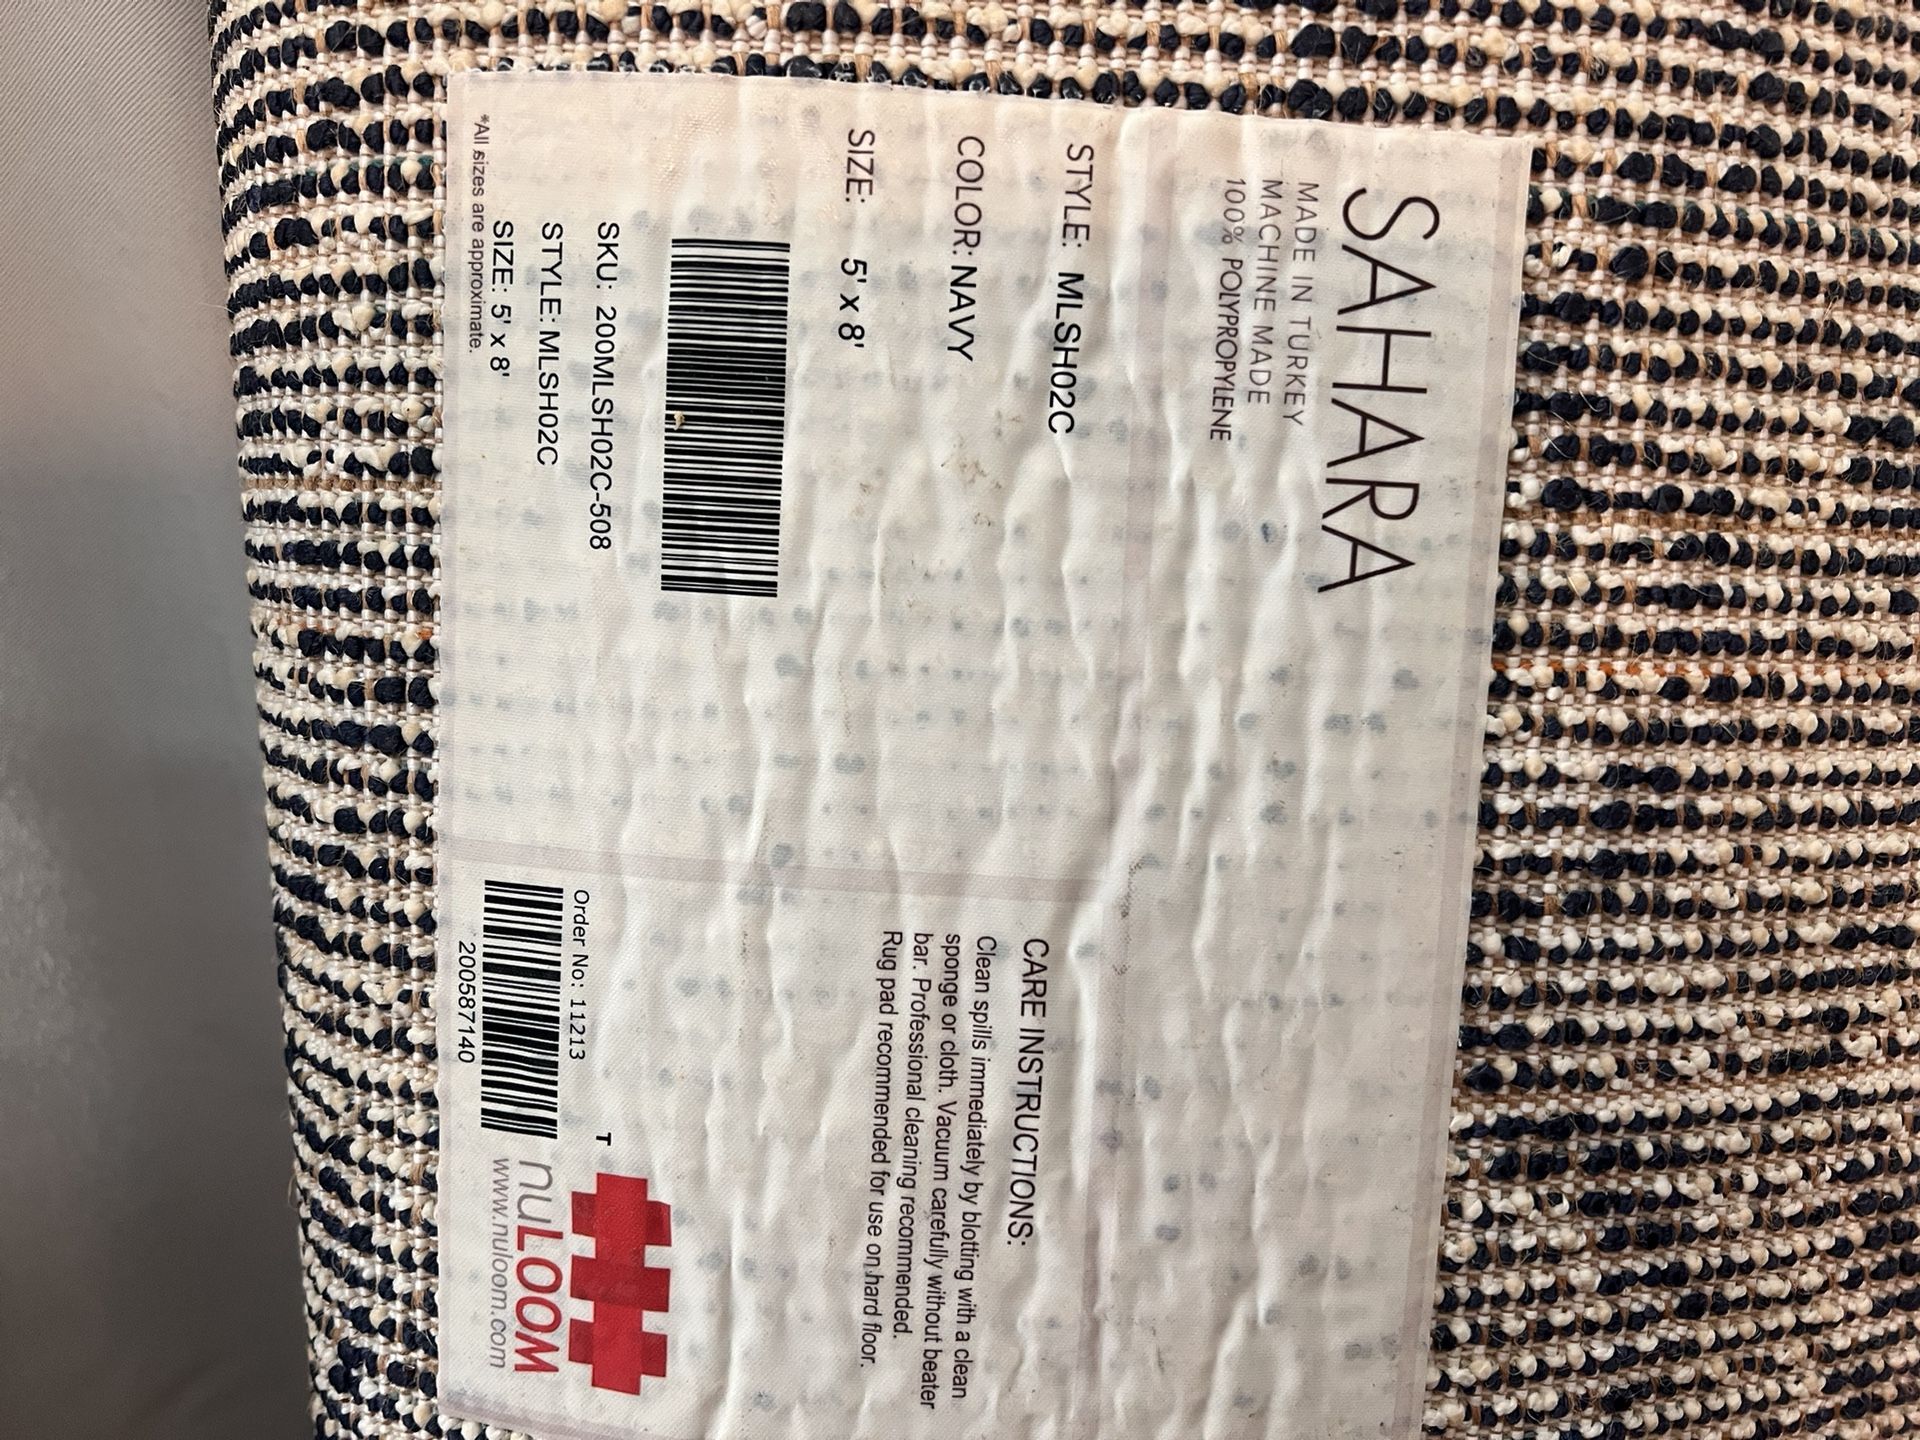 SAHARA
MADE IN TURKEY
MACHINE MADE
100% POLYPROPYLENE
STYLE: MLSH02C
COLOR: NAVY
SIZE: 5' x 8'
SKU: 200MLSH02C-508
STYLE: MLSH02C
SIZE: 5' x 8'
*All sizes are approximate.
CARE INSTRUCTIONS:
Clean spills immediately by blotting with a clean
sponge or cloth. Vacuum carefully without beater
bar. Professional cleaning recommended.
Rug pad recommended for use on hard floor.
Order No: 11213
T
200587140
nuLOOM
www.nuloom.com